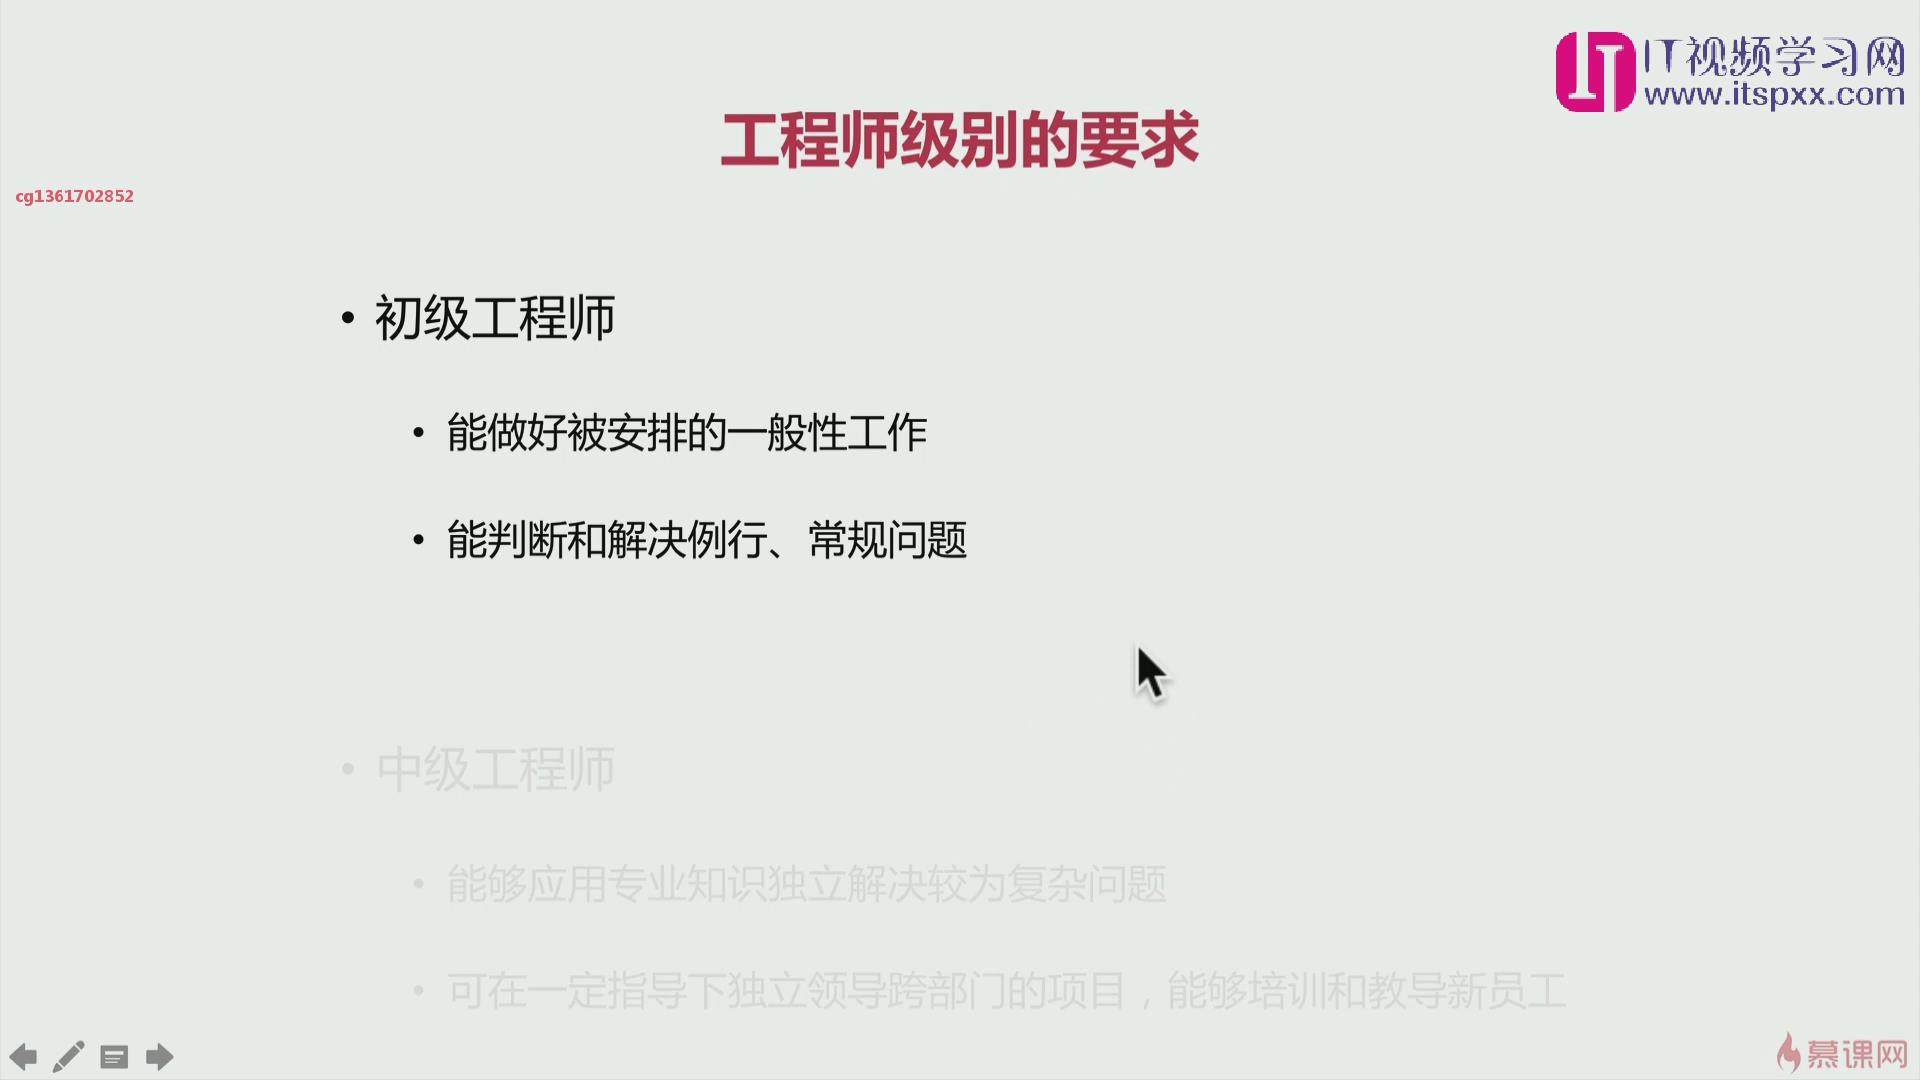 IT视频学习网
www.itspxx.com
工程师级别的要求
cg1361702852
• 初级工程师
• 能做好被安排的一般性工作
• 能判断和解决例行、常规问题
• 中级工程师
• 能够应用专业知识独立解决较为复杂问题
• 可在一定指导下独立领导跨部门的项目，能够培训和教导新员工
慕课网